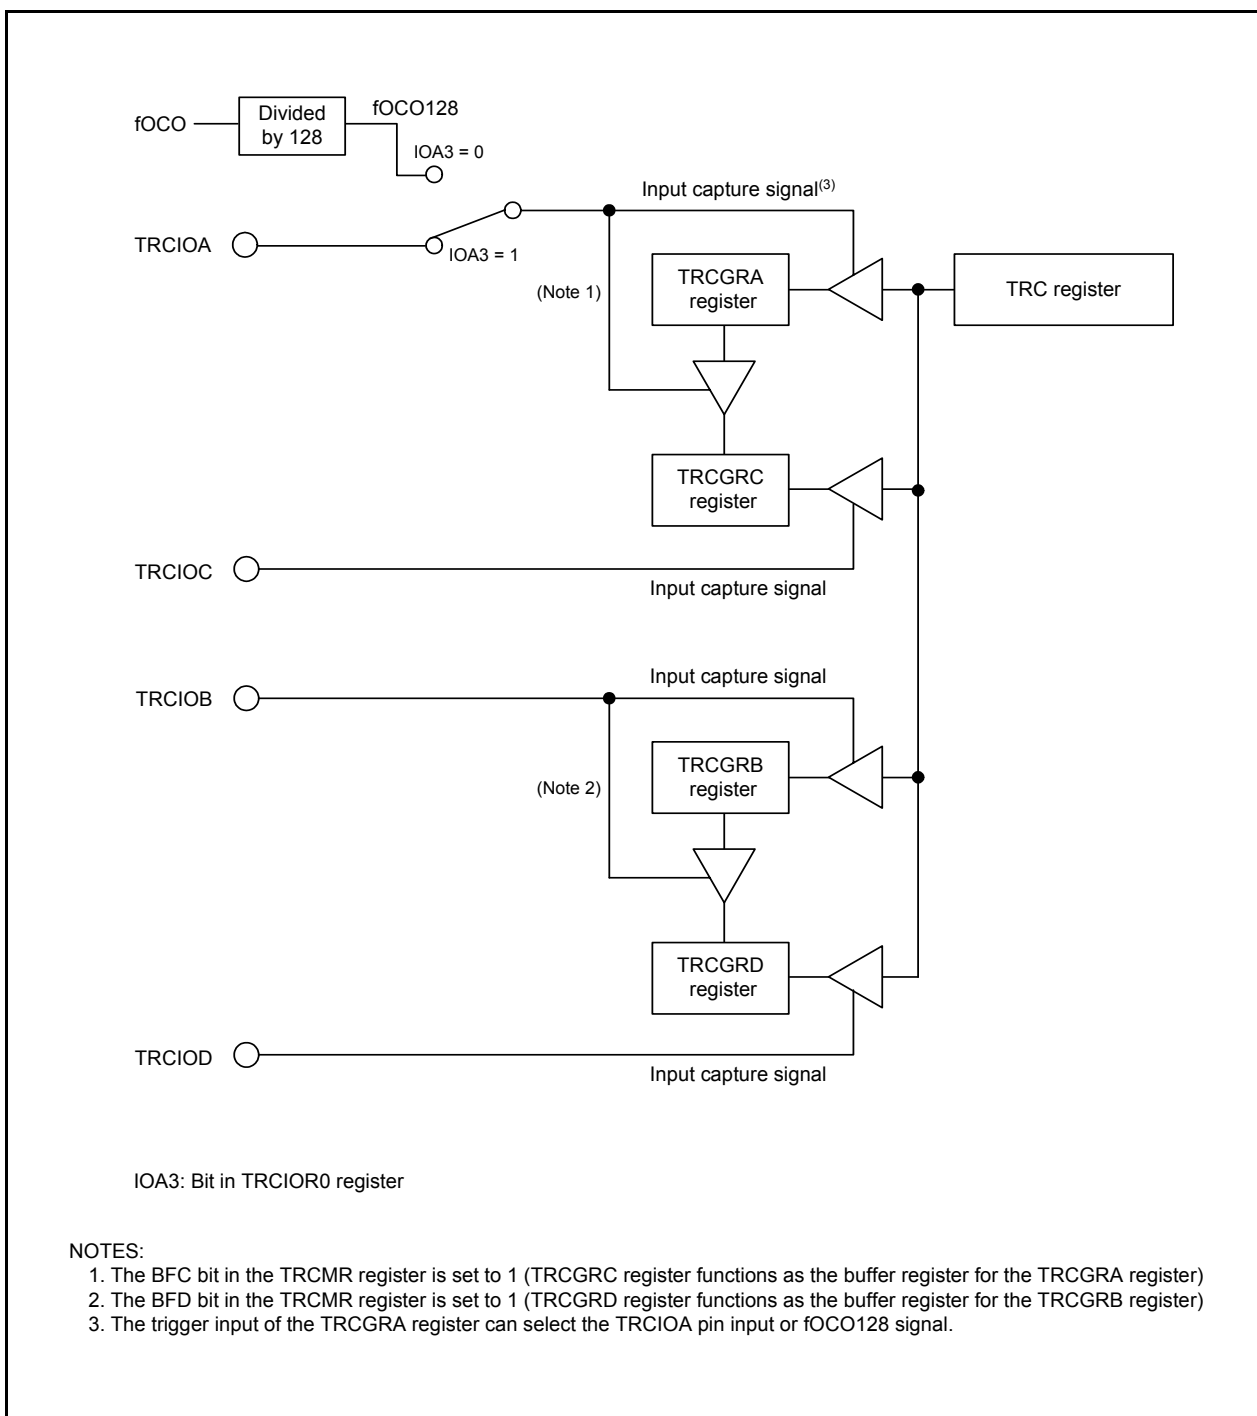 fOCO
Divided
by 128
fOCO128
IOA3 = 0
Input capture signal(3)
TRCIOA
IOA3 = 1
(Note 1)
TRCGRA
register
TRC register
TRCGRC
register
TRCIOC
Input capture signal
TRCIOB
Input capture signal
(Note 2)
TRCGRB
register
TRCGRD
register
TRCIOD
Input capture signal
IOA3: Bit in TRCIOR0 register
NOTES:
1. The BFC bit in the TRCMR register is set to 1 (TRCGRC register functions as the buffer register for the TRCGRA register)
2. The BFD bit in the TRCMR register is set to 1 (TRCGRD register functions as the buffer register for the TRCGRB register)
3. The trigger input of the TRCGRA register can select the TRCIOA pin input or fOCO128 signal.